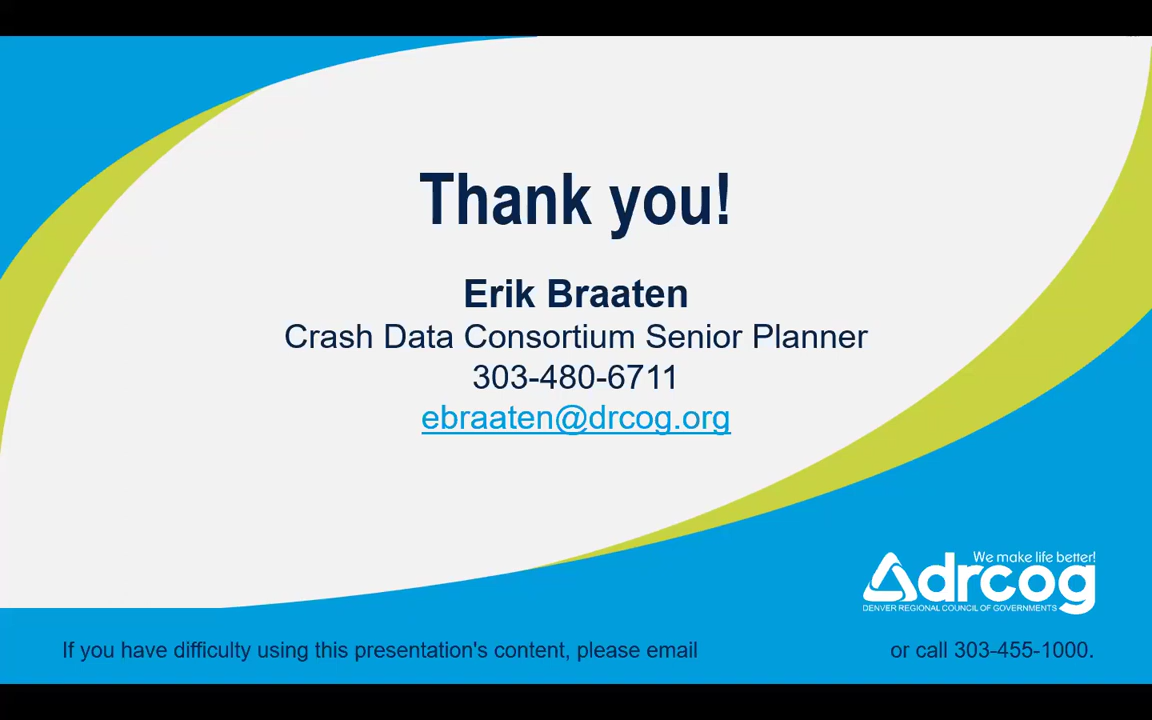 Thank you!
Erik Braaten
Crash Data Consortium Senior Planner
303-480-6711
ebraaten@drcog.org
We make life better!
drcog
DENVER REGIONAL COUNCIL OF GOVERNMENTS
If you have difficulty using this presentation's content, please email or call 303-455-1000.